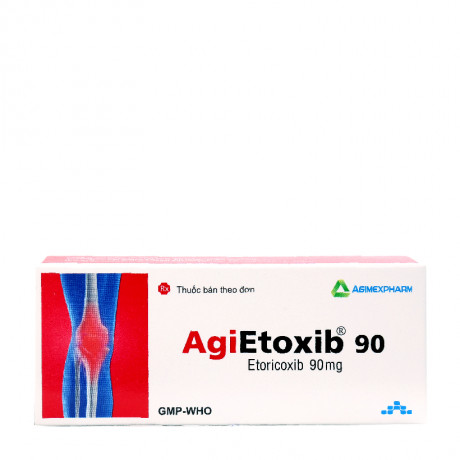 Rx Thuốc bán theo đơn
AGIMEXPHARM
AgiEtoxib® 90
Etoricoxib 90mg
GMP-WHO